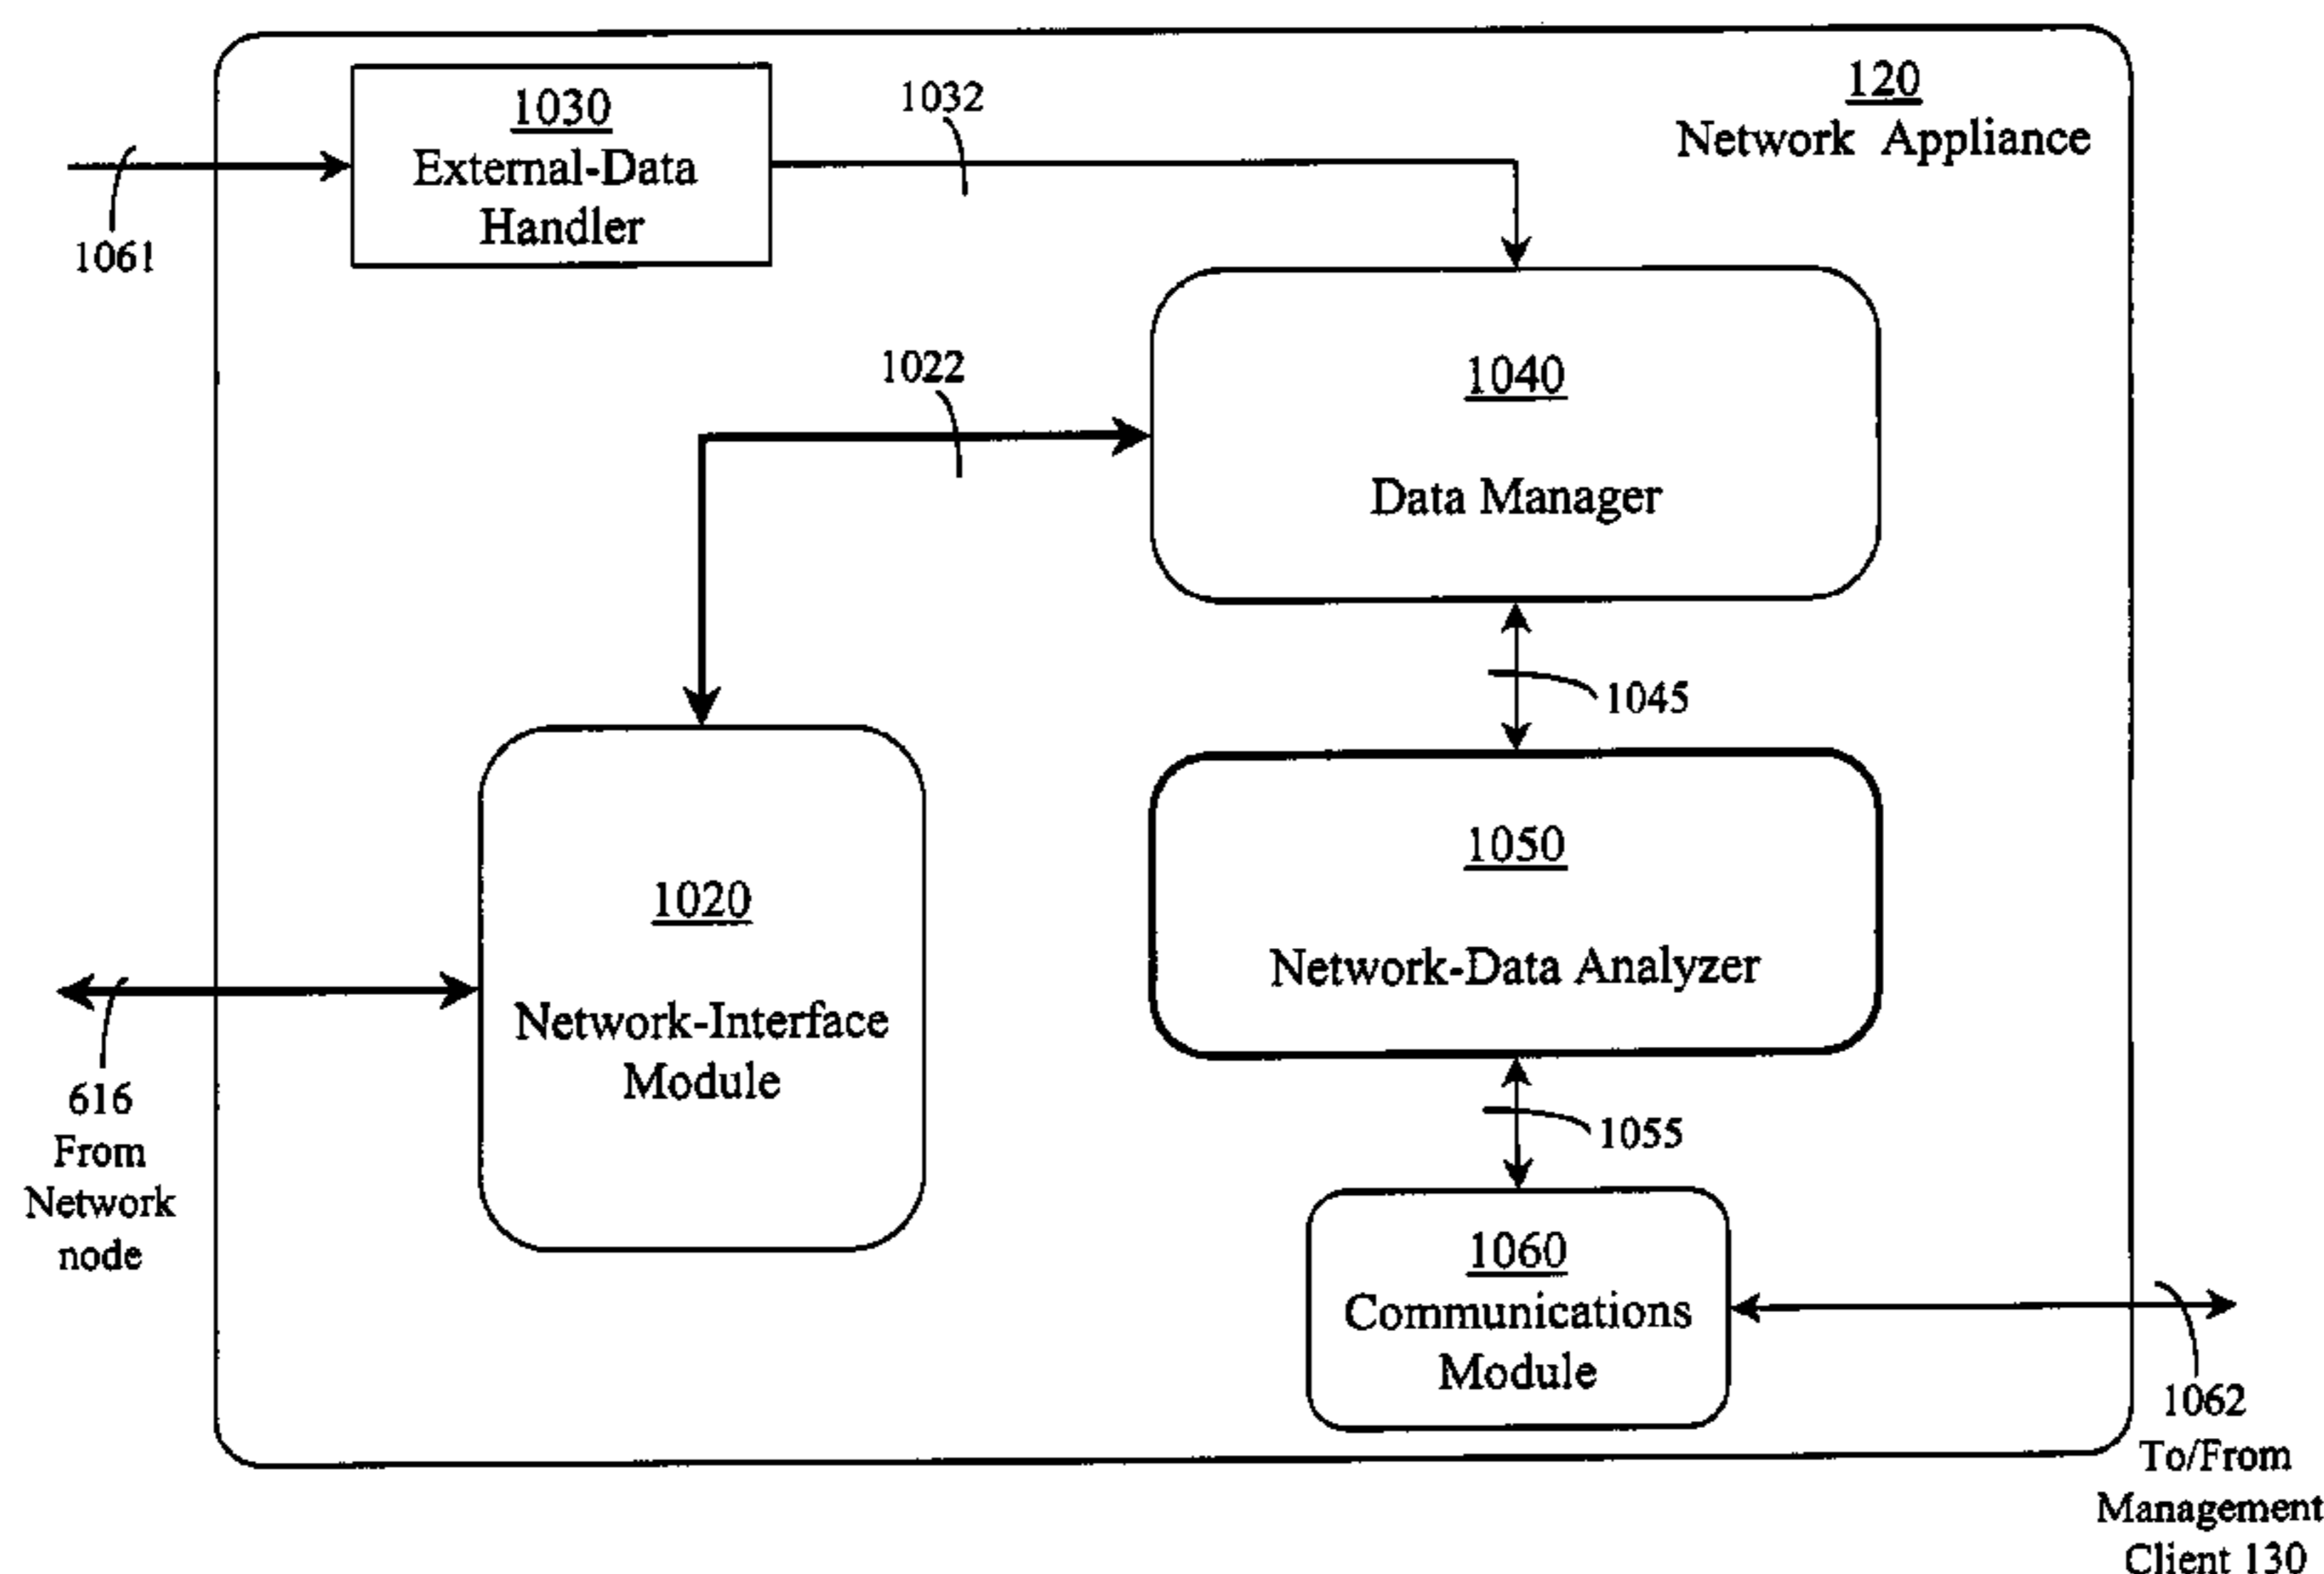 120
Network Appliance
1030
External-Data
Handler
1032
1061
1022
1040
Data Manager
1045
1020
Network-Interface
Module
1050
Network-Data Analyzer
616
From
Network
node
1055
1060
Communications
Module
1062
To/From
Management
Client 130